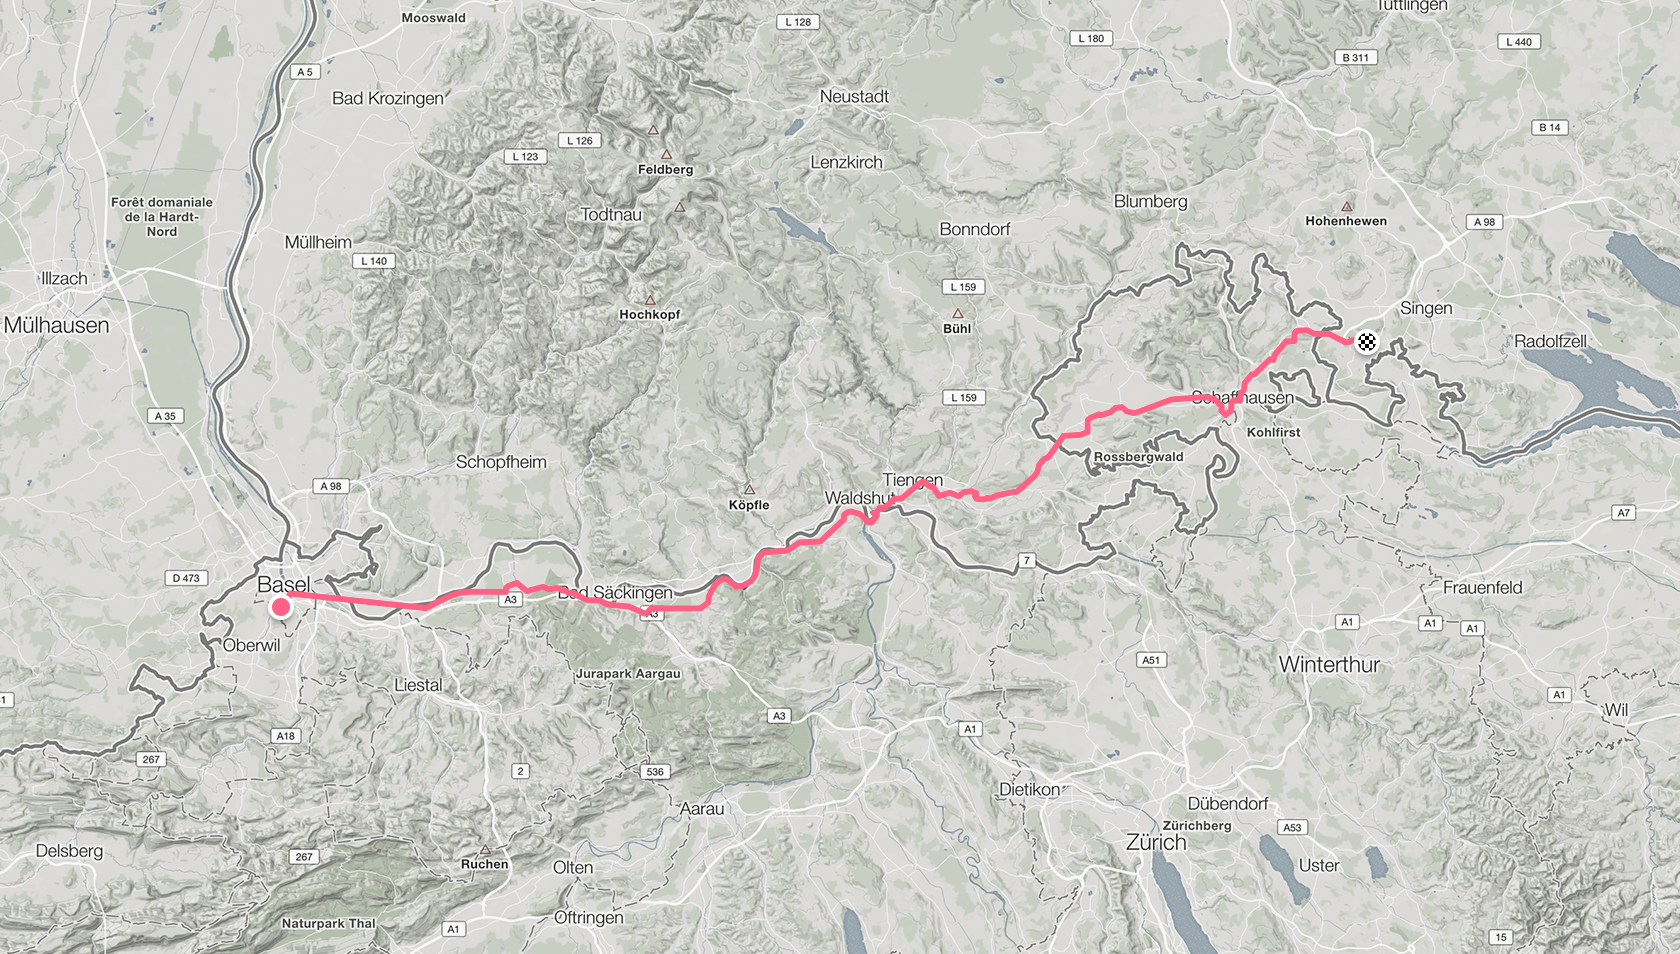 Mooswald
L 128
Tuttlingen
L 180
L 440
B 311
A 5
Bad Krozingen
Neustadt
B 14
L 126
L 123
Feldberg
Lenzkirch
Forêt domaniale
de la Hardt-
Nord
Todtnau
Blumberg
Hohenhewen
A 98
Müllheim
Bonndorf
L 140
Illzach
L 159
Hochkopf
Bühl
Singen
Mülhausen
Radolfzell
L 159
Schaffhausen
A 35
Kohlfirst
Rossbergwald
Schopfheim
Tiengen
A 98
Köpfle
Waldshut
A7
7
D 473
Basel
Bad Säckingen
Frauenfeld
A3
A3
A1
A1
A1
Oberwil
A51
Winterthur
Jurapark Aargau
Liestal
A1
Wil
A3
A1
A18
267
2
536
Dietikon
Dübendorf
Aarau
Zürichberg
A53
Zürich
Delsberg
267
Ruchen
Olten
Uster
Naturpark Thal
Oftringen
A1
15